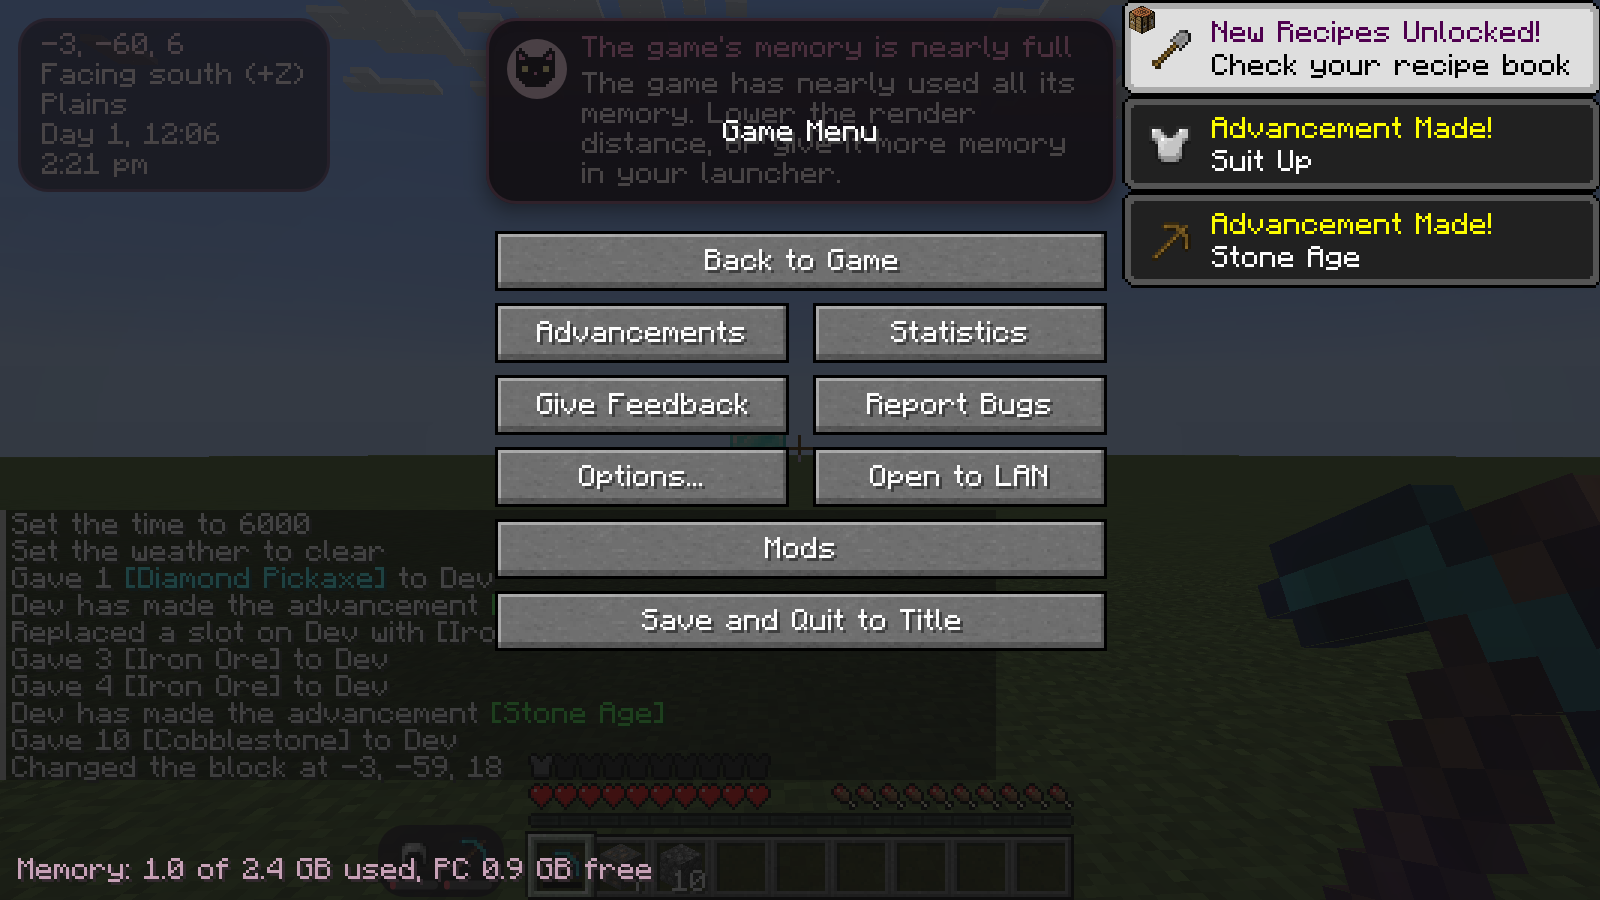 -3, -60, 6
Facing south (+Z)
Plains
Day 1, 12:06
2:21 pm
The game's memory is nearly full
The game has nearly used all its
memory. Lower the render
distance, or give it more memory
in your launcher.
New Recipes Unlocked!
Check your recipe book
Advancement Made!
Suit Up
Advancement Made!
Stone Age
Game Menu
Back to Game
Advancements
Statistics
Give Feedback
Report Bugs
Options...
Open to LAN
Mods
Save and Quit to Title
Set the time to 6000
Set the weather to clear
Gave 1 [Diamond Pickaxe] to Dev
Dev has made the advancement
Replaced a slot on Dev with [Iro
Gave 3 [Iron Ore] to Dev
Gave 4 [Iron Ore] to Dev
Dev has made the advancement [Stone Age]
Gave 10 [Cobblestone] to Dev
Changed the block at -3, -59, 18
Memory: 1.0 of 2.4 GB used, PC 0.9 GB free
10